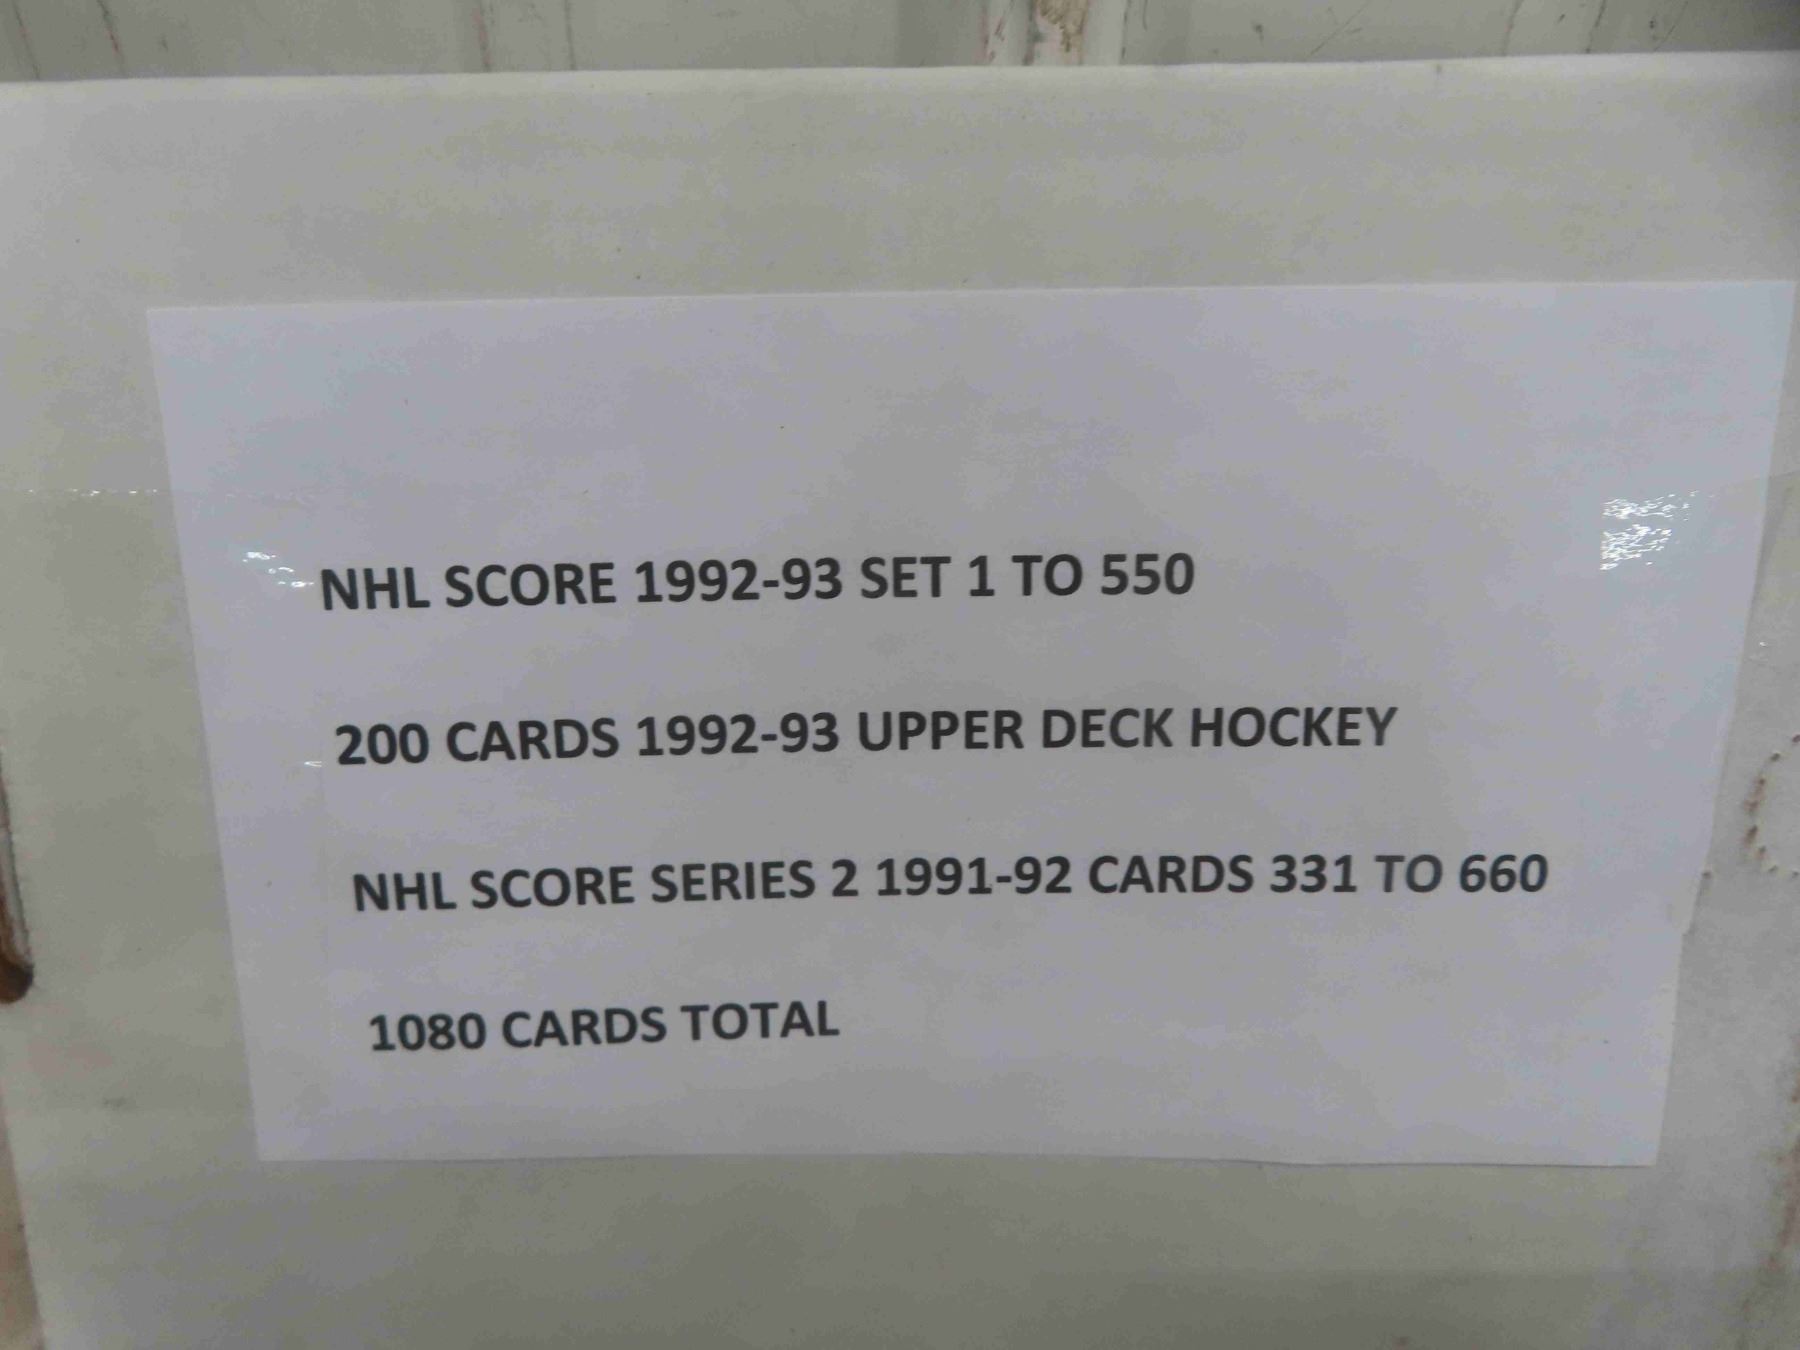 NHL SCORE 1992-93 SET 1 TO 550
200 CARDS 1992-93 UPPER DECK HOCKEY
NHL SCORE SERIES 2 1991-92 CARDS 331 TO 660
1080 CARDS TOTAL